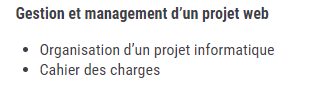 Gestion et management d’un projet web
• Organisation d’un projet informatique
• Cahier des charges